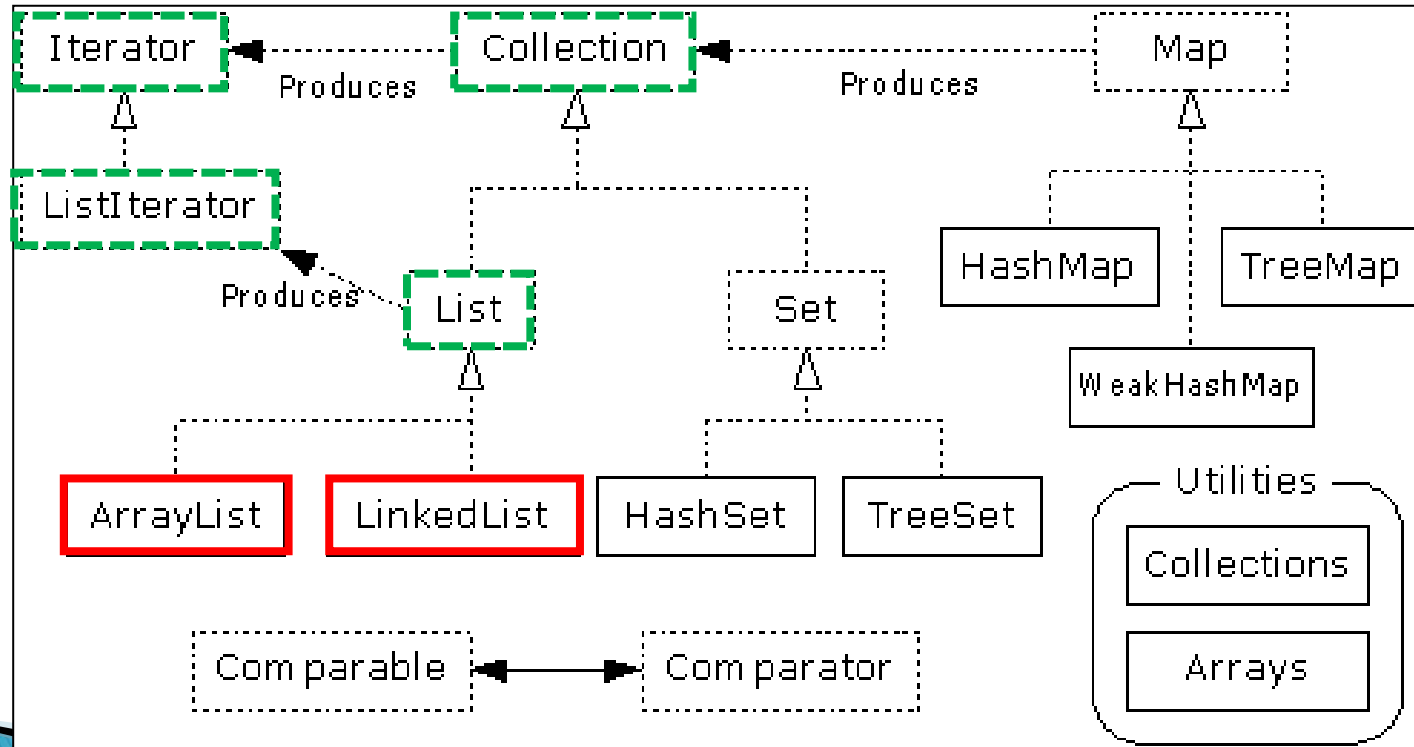 Iterator
Collection
Map
Produces
Produces
ListIterator
Produces
List
Set
HashMap
TreeMap
WeakHashMap
ArrayList
LinkedList
HashSet
TreeSet
Utilities
Collections
Arrays
Comparable
Comparator